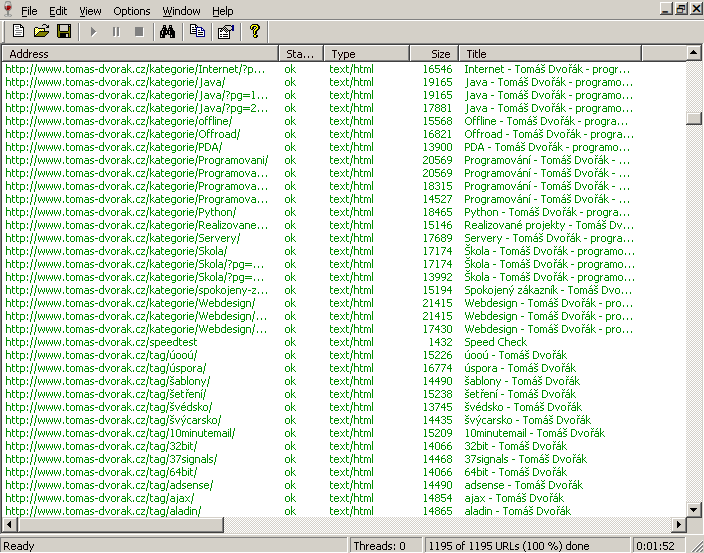 File Edit View Options Window Help
Address Sta... Type Size Title
http://www.tomas-dvorak.cz/kategorie/Internet/?p... ok text/html 16546 Internet - Tomáš Dvořák - progr...
http://www.tomas-dvorak.cz/kategorie/Java/ ok text/html 19165 Java - Tomáš Dvořák - programo...
http://www.tomas-dvorak.cz/kategorie/Java/?pg=1... ok text/html 19165 Java - Tomáš Dvořák - programo...
http://www.tomas-dvorak.cz/kategorie/Java/?pg=2... ok text/html 17881 Java - Tomáš Dvořák - programo...
http://www.tomas-dvorak.cz/kategorie/offline/ ok text/html 15568 Offline - Tomáš Dvořák - progra...
http://www.tomas-dvorak.cz/kategorie/Offroad/ ok text/html 16821 Offroad - Tomáš Dvořák - progr...
http://www.tomas-dvorak.cz/kategorie/PDA/ ok text/html 13900 PDA - Tomáš Dvořák - programo...
http://www.tomas-dvorak.cz/kategorie/Programovani/ ok text/html 20569 Programování - Tomáš Dvořák - ...
http://www.tomas-dvorak.cz/kategorie/Programova... ok text/html 20569 Programování - Tomáš Dvořák - ...
http://www.tomas-dvorak.cz/kategorie/Programova... ok text/html 18315 Programování - Tomáš Dvořák - ...
http://www.tomas-dvorak.cz/kategorie/Programova... ok text/html 14527 Programování - Tomáš Dvořák - ...
http://www.tomas-dvorak.cz/kategorie/Python/ ok text/html 18465 Python - Tomáš Dvořák - progra...
http://www.tomas-dvorak.cz/kategorie/Realizovane... ok text/html 15146 Realizované projekty - Tomáš Dv...
http://www.tomas-dvorak.cz/kategorie/Servery/ ok text/html 17689 Servery - Tomáš Dvořák - progr...
http://www.tomas-dvorak.cz/kategorie/Skola/ ok text/html 17174 Škola - Tomáš Dvořák - programo...
http://www.tomas-dvorak.cz/kategorie/Skola/?pg=... ok text/html 17174 Škola - Tomáš Dvořák - programo...
http://www.tomas-dvorak.cz/kategorie/Skola/?pg=... ok text/html 13992 Škola - Tomáš Dvořák - programo...
http://www.tomas-dvorak.cz/kategorie/spokojeny-z... ok text/html 15194 Spokojený zákazník - Tomáš Dvo...
http://www.tomas-dvorak.cz/kategorie/Webdesign/ ok text/html 21415 Webdesign - Tomáš Dvořák - pro...
http://www.tomas-dvorak.cz/kategorie/Webdesign/... ok text/html 21415 Webdesign - Tomáš Dvořák - pro...
http://www.tomas-dvorak.cz/kategorie/Webdesign/... ok text/html 17430 Webdesign - Tomáš Dvořák - pro...
http://www.tomas-dvorak.cz/speedtest ok text/html 1432 Speed Check
http://www.tomas-dvorak.cz/tag/úooú/ ok text/html 15226 úooú - Tomáš Dvořák
http://www.tomas-dvorak.cz/tag/úspora/ ok text/html 16774 úspora - Tomáš Dvořák
http://www.tomas-dvorak.cz/tag/šablony/ ok text/html 14490 šablony - Tomáš Dvořák
http://www.tomas-dvorak.cz/tag/šetření/ ok text/html 15238 šetření - Tomáš Dvořák
http://www.tomas-dvorak.cz/tag/švédsko/ ok text/html 13745 švédsko - Tomáš Dvořák
http://www.tomas-dvorak.cz/tag/švýcarsko/ ok text/html 14435 švýcarsko - Tomáš Dvořák
http://www.tomas-dvorak.cz/tag/10minutemail/ ok text/html 15209 10minutemail - Tomáš Dvořák
http://www.tomas-dvorak.cz/tag/32bit/ ok text/html 14066 32bit - Tomáš Dvořák
http://www.tomas-dvorak.cz/tag/37signals/ ok text/html 14468 37signals - Tomáš Dvořák
http://www.tomas-dvorak.cz/tag/64bit/ ok text/html 14066 64bit - Tomáš Dvořák
http://www.tomas-dvorak.cz/tag/adsense/ ok text/html 14490 adsense - Tomáš Dvořák
http://www.tomas-dvorak.cz/tag/ajax/ ok text/html 14854 ajax - Tomáš Dvořák
http://www.tomas-dvorak.cz/tag/aladin/ ok text/html 14865 aladin - Tomáš Dvořák
Ready Threads: 0 1195 of 1195 URLs (100 %) done 0:01:52